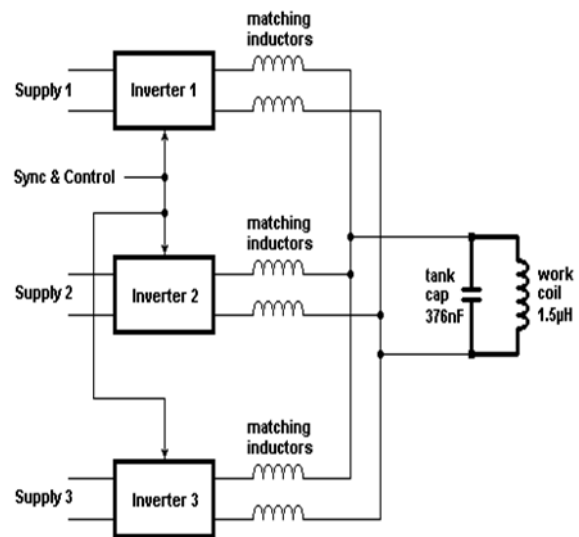 matching
inductors
Supply 1
Inverter 1
Sync & Control
matching
inductors
Supply 2
Inverter 2
tank
cap
376nF
work
coil
1.5µH
matching
inductors
Supply 3
Inverter 3